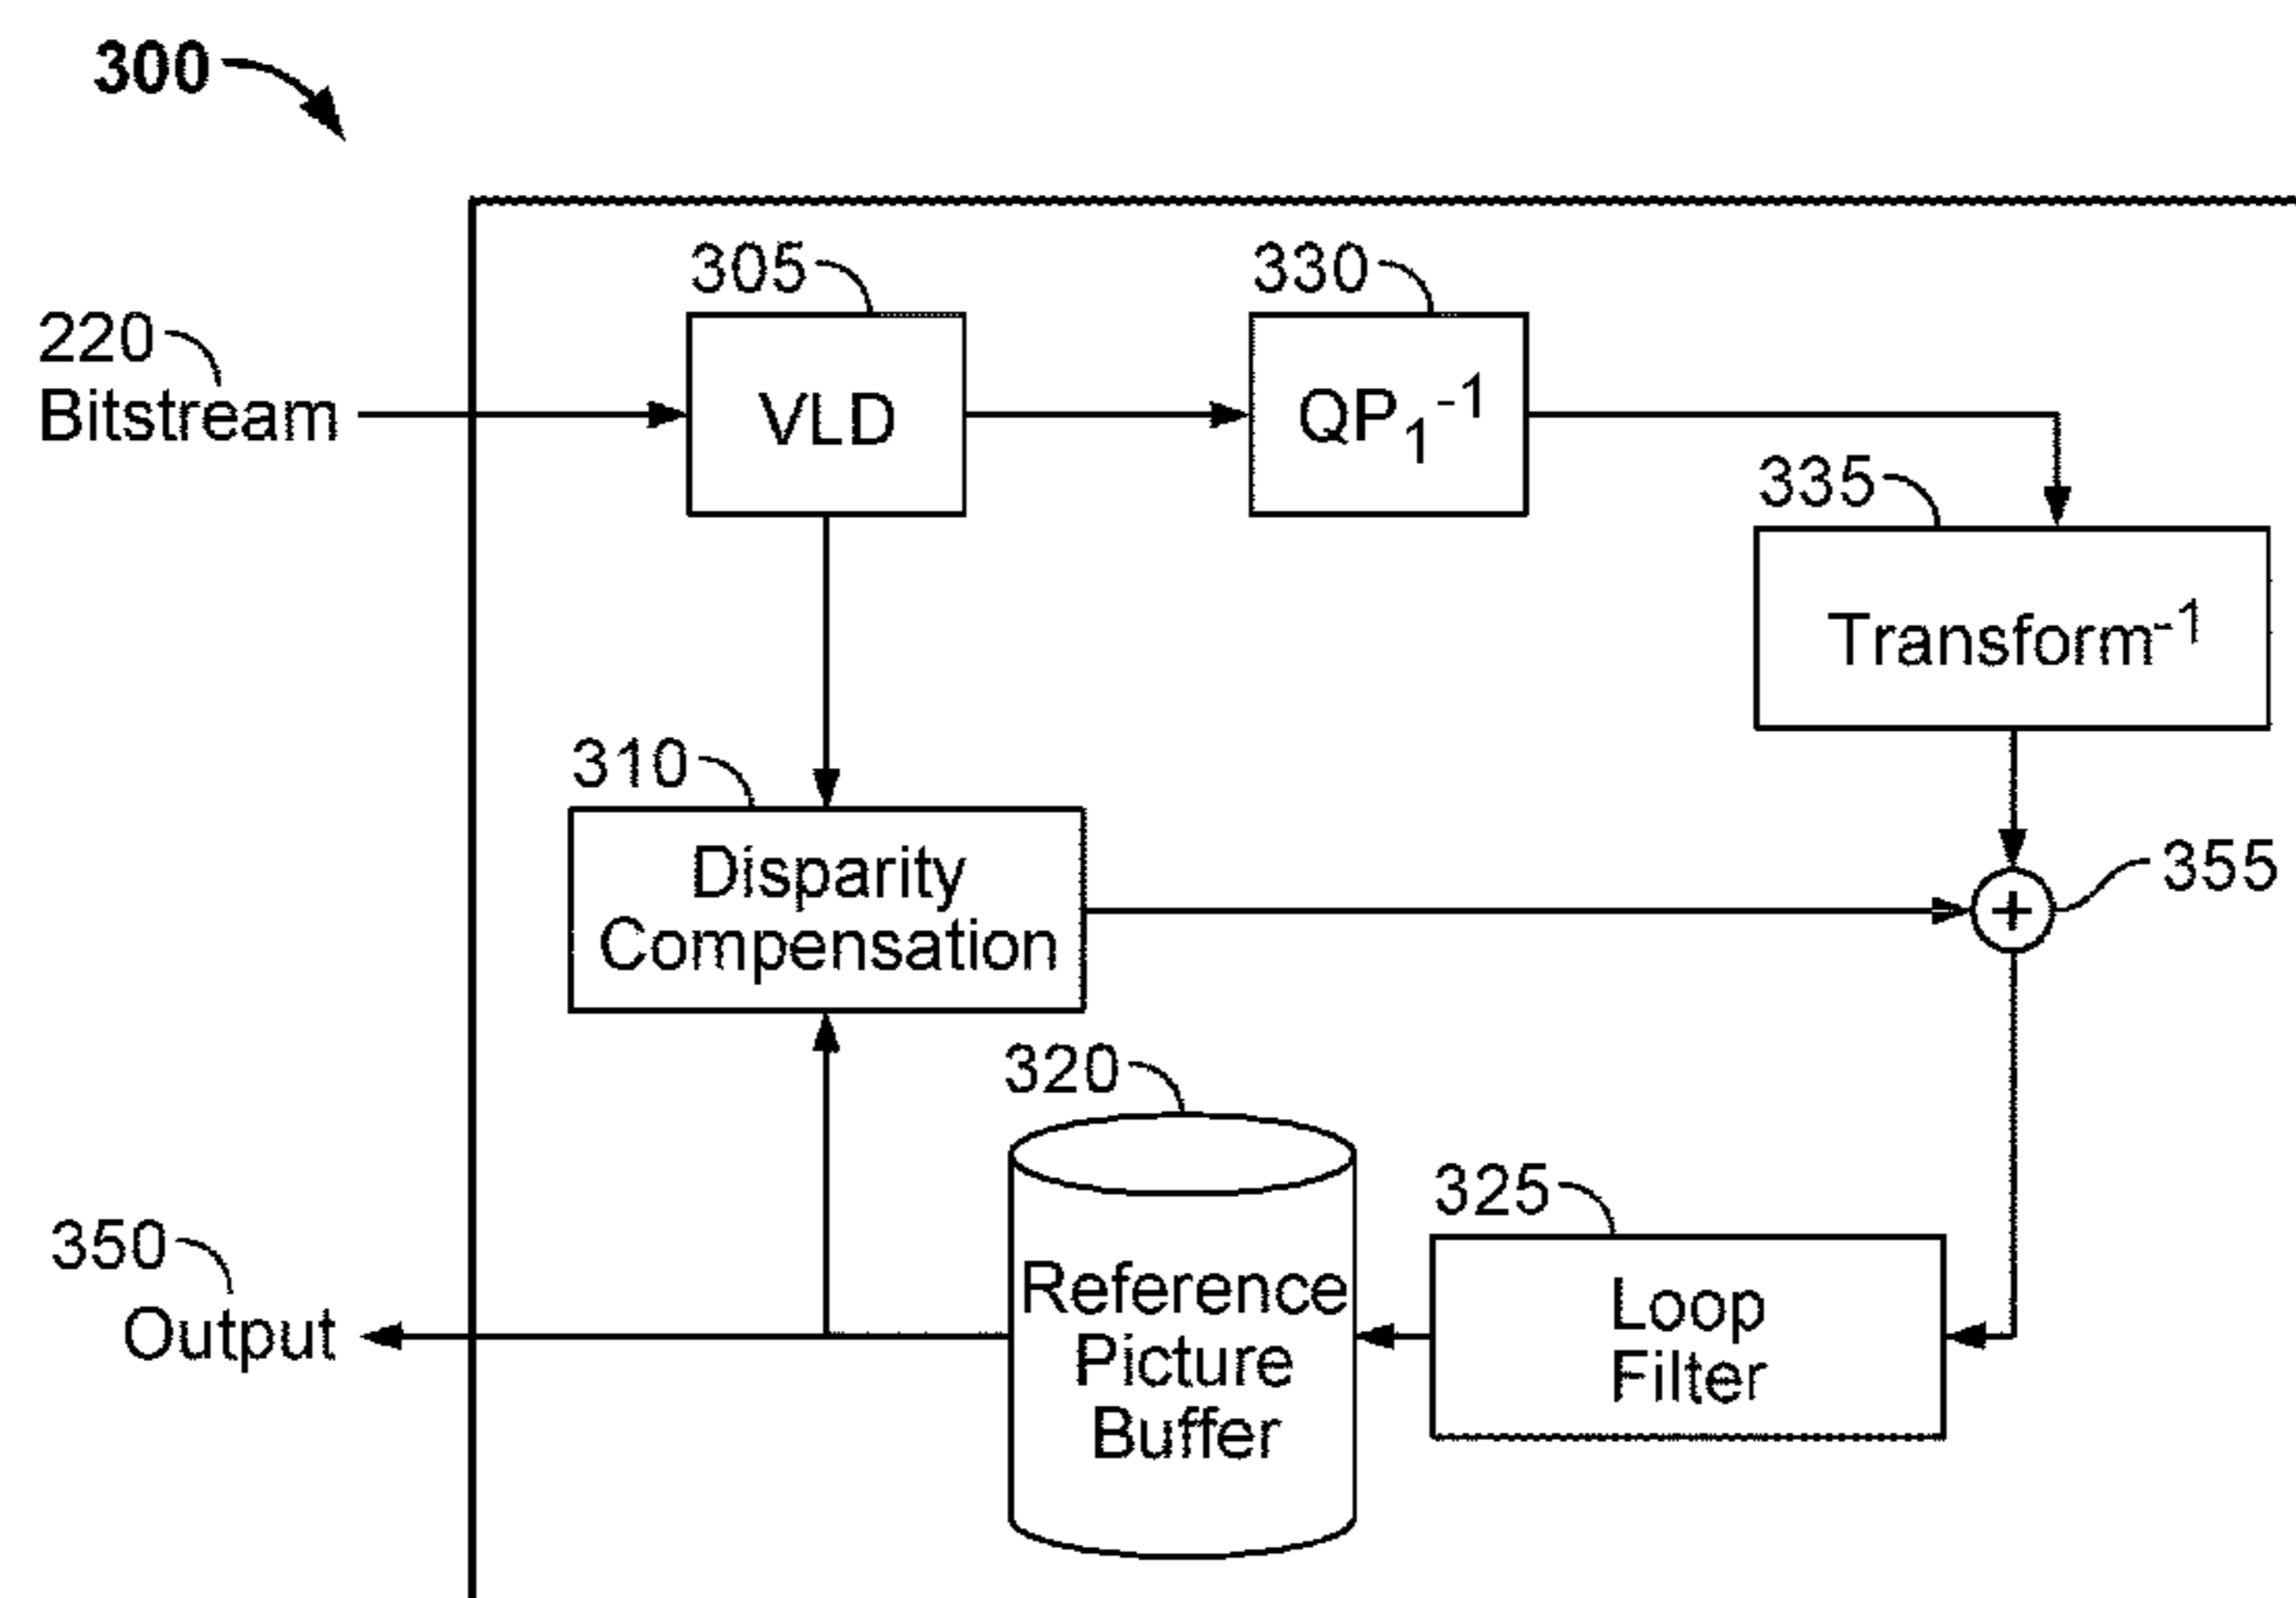 300
305
330
220
Bitstream
VLD
QP₁⁻¹
335
Transform⁻¹
310
Disparity
Compensation
+
355
320
325
350
Output
Reference
Picture
Buffer
Loop
Filter